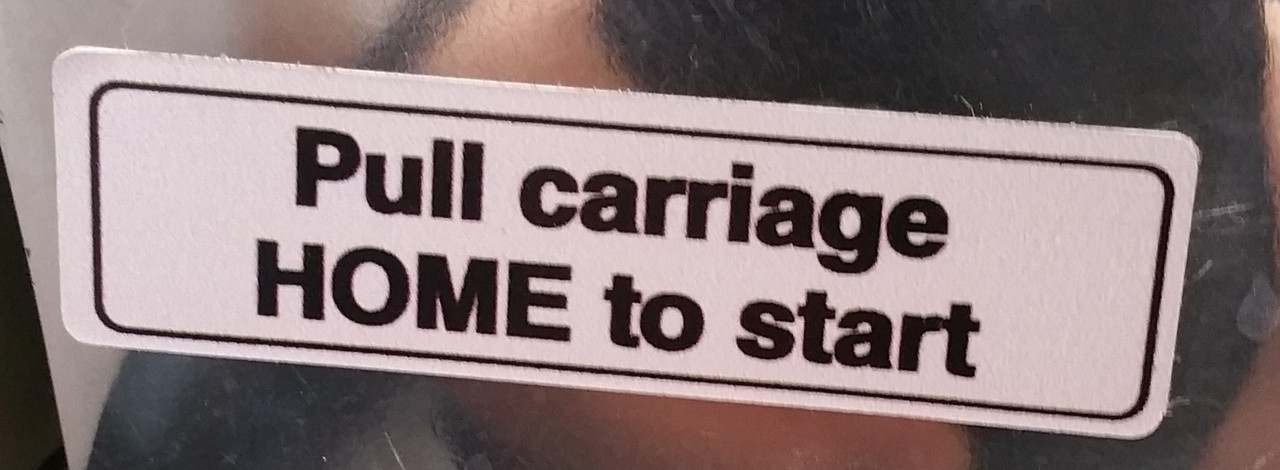 Pull carriage
HOME to start